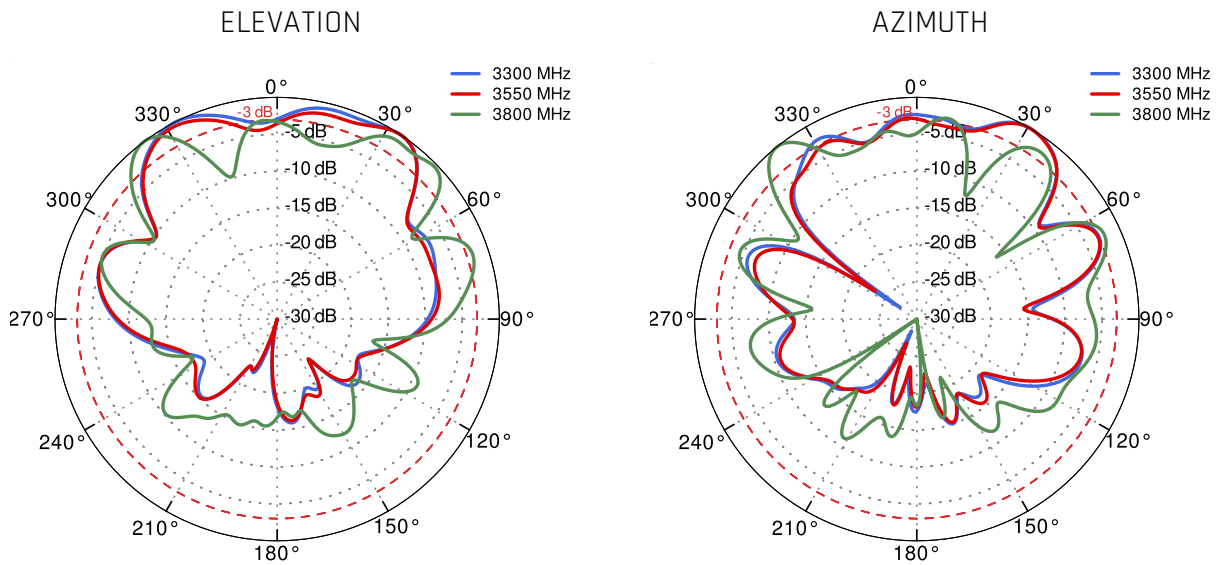 ELEVATION
3300 MHz
3550 MHz
3800 MHz
0°
30°
60°
90°
120°
150°
180°
210°
240°
270°
300°
330°
-3 dB
-5 dB
-10 dB
-15 dB
-20 dB
-25 dB
-30 dB
AZIMUTH
3300 MHz
3550 MHz
3800 MHz
0°
30°
60°
90°
120°
150°
180°
210°
240°
270°
300°
330°
-3 dB
-5 dB
-10 dB
-15 dB
-20 dB
-25 dB
-30 dB